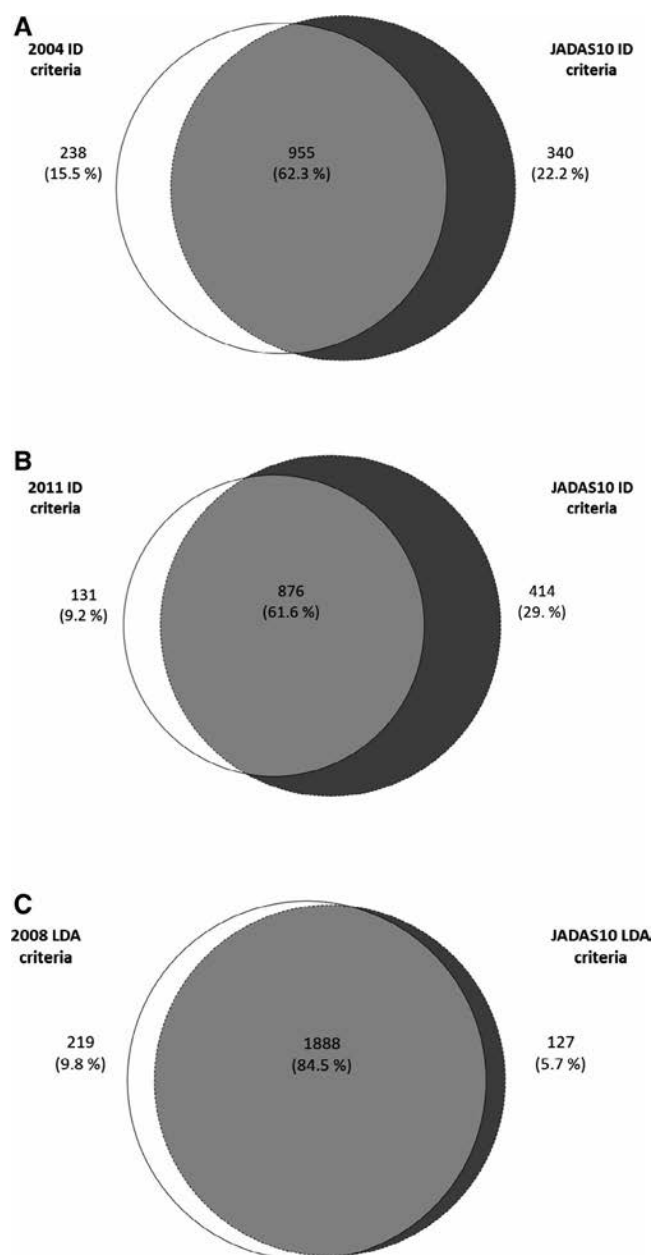 A
2004 ID
criteria
JADAS10 ID
criteria
238
(15.5 %)
955
(62.3 %)
340
(22.2 %)
B
2011 ID
criteria
JADAS10 ID
criteria
131
(9.2 %)
876
(61.6 %)
414
(29. %)
C
2008 LDA
criteria
JADAS10 LDA
criteria
219
(9.8 %)
1888
(84.5 %)
127
(5.7 %)